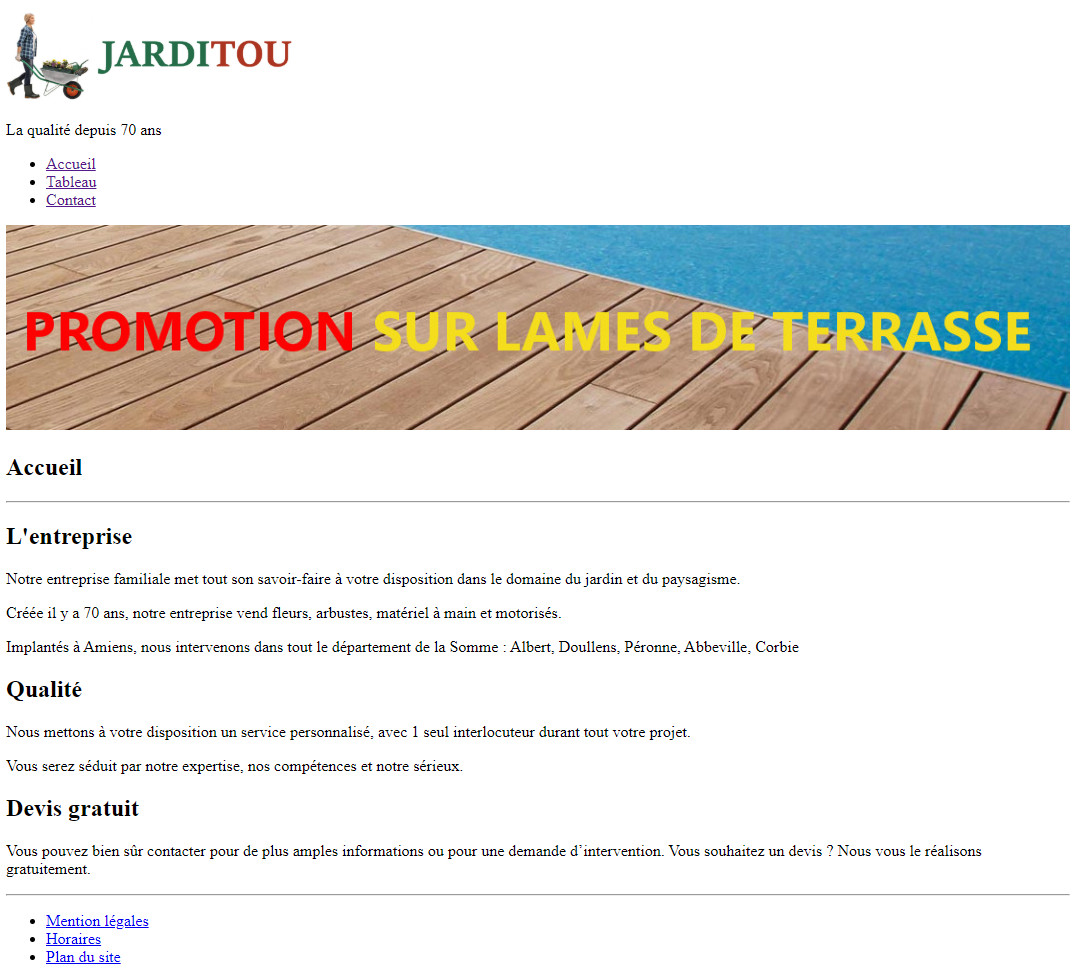 JARDITOU
La qualité depuis 70 ans
Accueil
Tableau
Contact
PROMOTION SUR LAMES DE TERRASSE
Accueil
L'entreprise
Notre entreprise familiale met tout son savoir-faire à votre disposition dans le domaine du jardin et du paysagisme.
Créée il y a 70 ans, notre entreprise vend fleurs, arbustes, matériel à main et motorisés.
Implantés à Amiens, nous intervenons dans tout le département de la Somme : Albert, Doullens, Péronne, Abbeville, Corbie
Qualité
Nous mettons à votre disposition un service personnalisé, avec 1 seul interlocuteur durant tout votre projet.
Vous serez séduit par notre expertise, nos compétences et notre sérieux.
Devis gratuit
Vous pouvez bien sûr contacter pour de plus amples informations ou pour une demande d’intervention. Vous souhaitez un devis ? Nous vous le réalisons
gratuitement.
Mention légales
Horaires
Plan du site